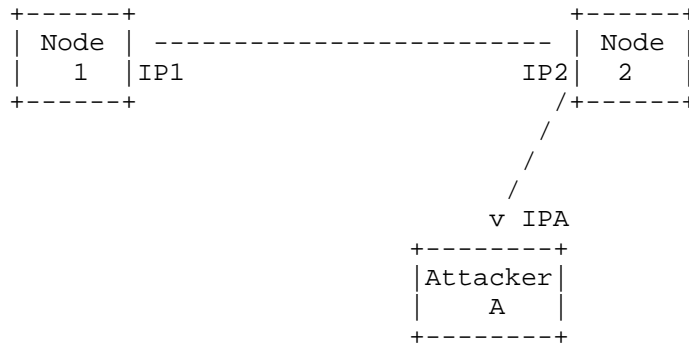 +------+                           +------+
| Node | ------------------------- | Node |
|   1  |IP1                     IP2|  2   |
+------+                          /+------+
                                 /
                                /
                               /
                              v IPA
                         +--------+
                         |Attacker|
                         |    A   |
                         +--------+